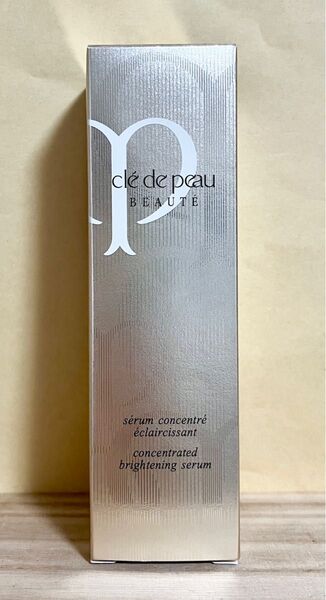 clé de peau
BEAUTÉ
sérum concentré
éclaircissant
concentrated
brightening serum